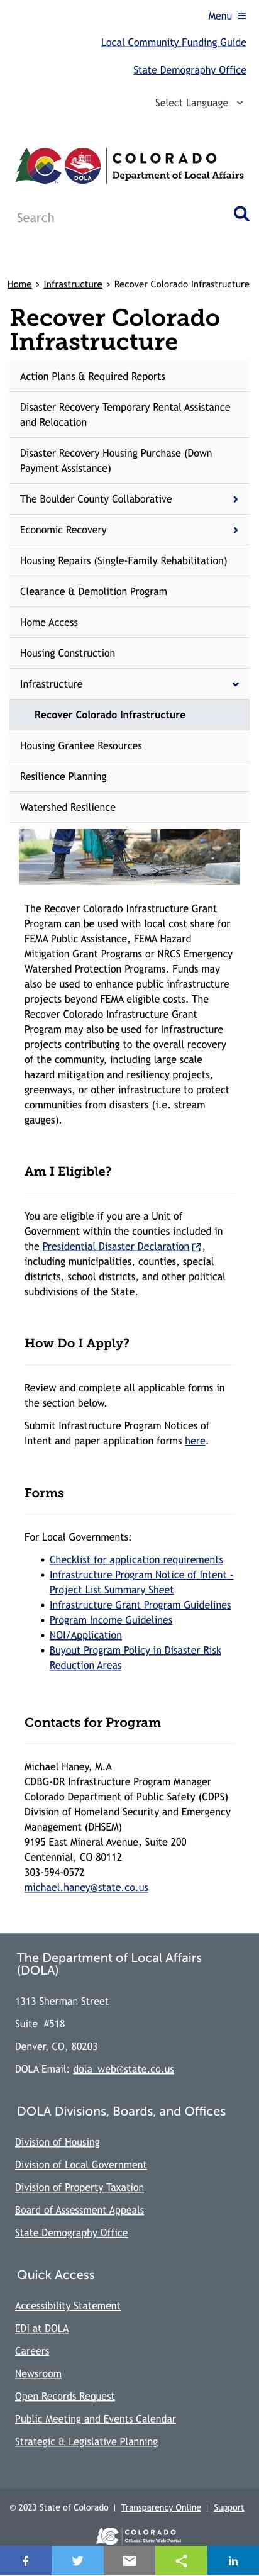 Menu
Local Community Funding Guide
State Demography Office
Select Language
COLORADO
Department of Local Affairs
DOLA
Search
Home › Infrastructure › Recover Colorado Infrastructure
Recover Colorado
Infrastructure
Action Plans & Required Reports
Disaster Recovery Temporary Rental Assistance
and Relocation
Disaster Recovery Housing Purchase (Down
Payment Assistance)
The Boulder County Collaborative
Economic Recovery
Housing Repairs (Single-Family Rehabilitation)
Clearance & Demolition Program
Home Access
Housing Construction
Infrastructure
Recover Colorado Infrastructure
Housing Grantee Resources
Resilience Planning
Watershed Resilience
The Recover Colorado Infrastructure Grant
Program can be used with local cost share for
FEMA Public Assistance, FEMA Hazard
Mitigation Grant Programs or NRCS Emergency
Watershed Protection Programs. Funds may
also be used to enhance public infrastructure
projects beyond FEMA eligible costs. The
Recover Colorado Infrastructure Grant
Program may also be used for Infrastructure
projects contributing to the overall recovery
of the community, including large scale
hazard mitigation and resiliency projects,
greenways, or other infrastructure to protect
communities from disasters (i.e. stream
gauges).
Am I Eligible?
You are eligible if you are a Unit of
Government within the counties included in
the Presidential Disaster Declaration,
including municipalities, counties, special
districts, school districts, and other political
subdivisions of the State.
How Do I Apply?
Review and complete all applicable forms in
the section below.
Submit Infrastructure Program Notices of
Intent and paper application forms here.
Forms
For Local Governments:
• Checklist for application requirements
• Infrastructure Program Notice of Intent -
Project List Summary Sheet
• Infrastructure Grant Program Guidelines
• Program Income Guidelines
• NOI/Application
• Buyout Program Policy in Disaster Risk
Reduction Areas
Contacts for Program
Michael Haney, M.A
CDBG-DR Infrastructure Program Manager
Colorado Department of Public Safety (CDPS)
Division of Homeland Security and Emergency
Management (DHSEM)
9195 East Mineral Avenue, Suite 200
Centennial, CO 80112
303-594-0572
michael.haney@state.co.us
The Department of Local Affairs
(DOLA)
1313 Sherman Street
Suite #518
Denver, CO, 80203
DOLA Email: dola_web@state.co.us
DOLA Divisions, Boards, and Offices
Division of Housing
Division of Local Government
Division of Property Taxation
Board of Assessment Appeals
State Demography Office
Quick Access
Accessibility Statement
EDI at DOLA
Careers
Newsroom
Open Records Request
Public Meeting and Events Calendar
Strategic & Legislative Planning
© 2023 State of Colorado | Transparency Online | Support
COLORADO
Official State Web Portal